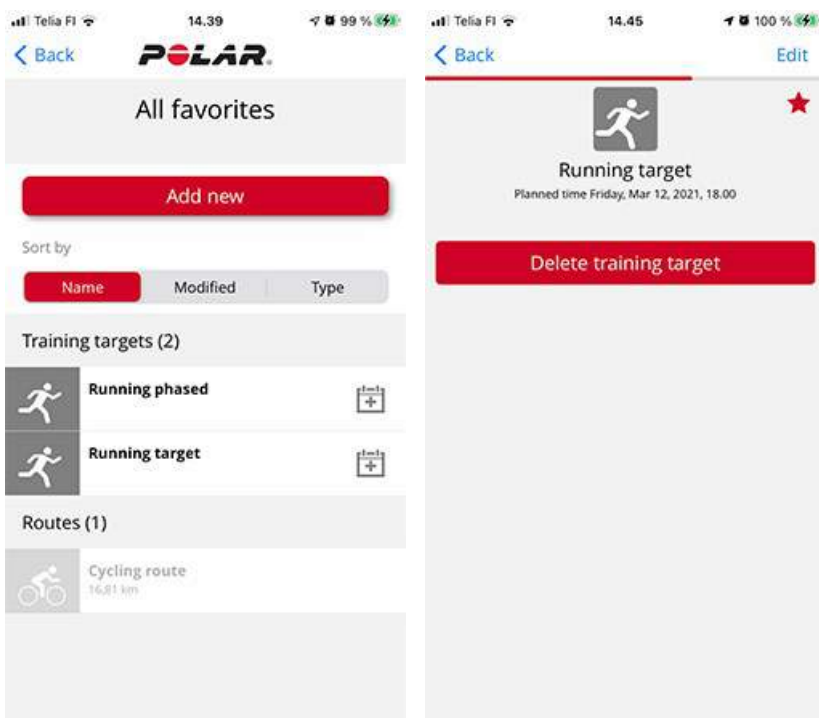 Telia FI 14.39 99 %
Back POLAR.
All favorites
Add new
Sort by
Name Modified Type
Training targets (2)
Running phased
Running target
Routes (1)
Cycling route
16,81 km
Telia FI 14.45 100 %
Back Edit
Running target
Planned time Friday, Mar 12, 2021, 18.00
Delete training target